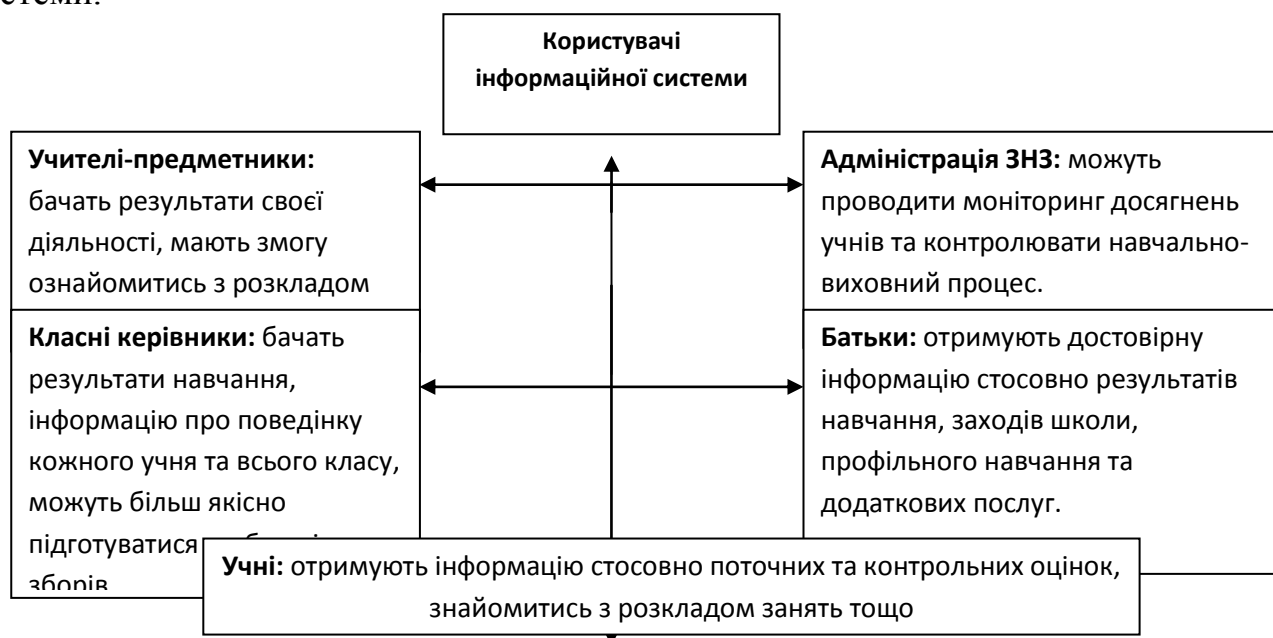 Користувачі
інформаційної системи
Учителі-предметники:
бачать результати своєї
діяльності, мають змогу
ознайомитись з розкладом
Адміністрація ЗНЗ: можуть
проводити моніторинг досягнень
учнів та контролювати навчально-
виховний процес.
Класні керівники: бачать
результати навчання,
інформацію про поведінку
кожного учня та всього класу,
можуть більш якісно
підготуватися
зборів
Батьки: отримують достовірну
інформацію стосовно результатів
навчання, заходів школи,
профільного навчання та
додаткових послуг.
Учні: отримують інформацію стосовно поточних та контрольних оцінок,
знайомитись з розкладом занять тощо